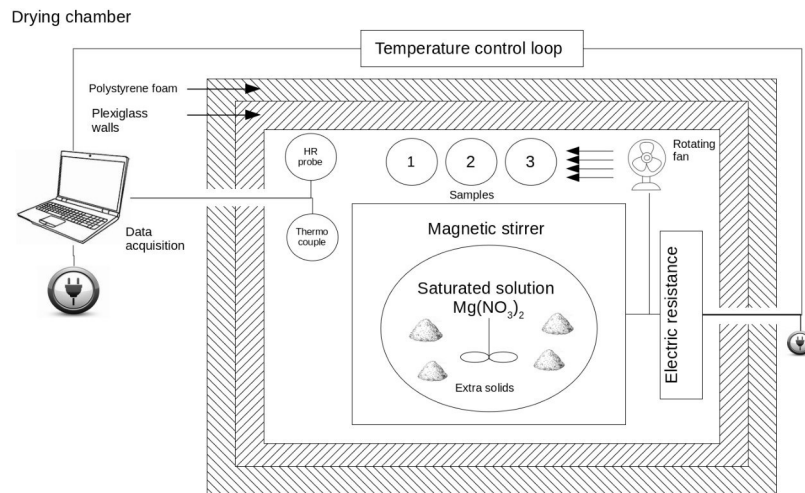 Drying chamber
Temperature control loop
Polystyrene foam
Plexiglass
walls
HR
probe
1
2
3
Rotating
fan
Samples
Data
acquisition
Thermo
couple
Magnetic stirrer
Saturated solution
Mg(NO₃)₂
Extra solids
Electric resistance